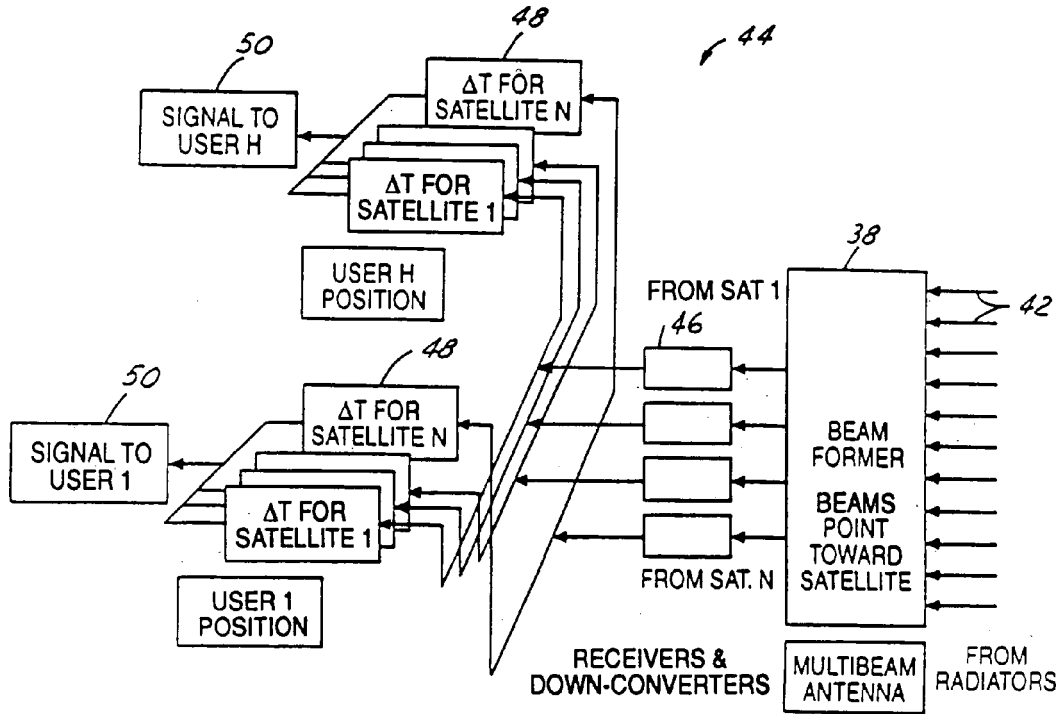 48
50
44
ΔT FOR
SATELLITE N
SIGNAL TO
USER H
ΔT FOR
SATELLITE 1
USER H
POSITION
FROM SAT 1
38
42
46
48
50
ΔT FOR
SATELLITE N
SIGNAL TO
USER 1
ΔT FOR
SATELLITE 1
BEAM
FORMER
BEAMS
POINT
TOWARD
SATELLITE
FROM SAT. N
USER 1
POSITION
RECEIVERS &
DOWN-CONVERTERS
MULTIBEAM
ANTENNA
FROM
RADIATORS